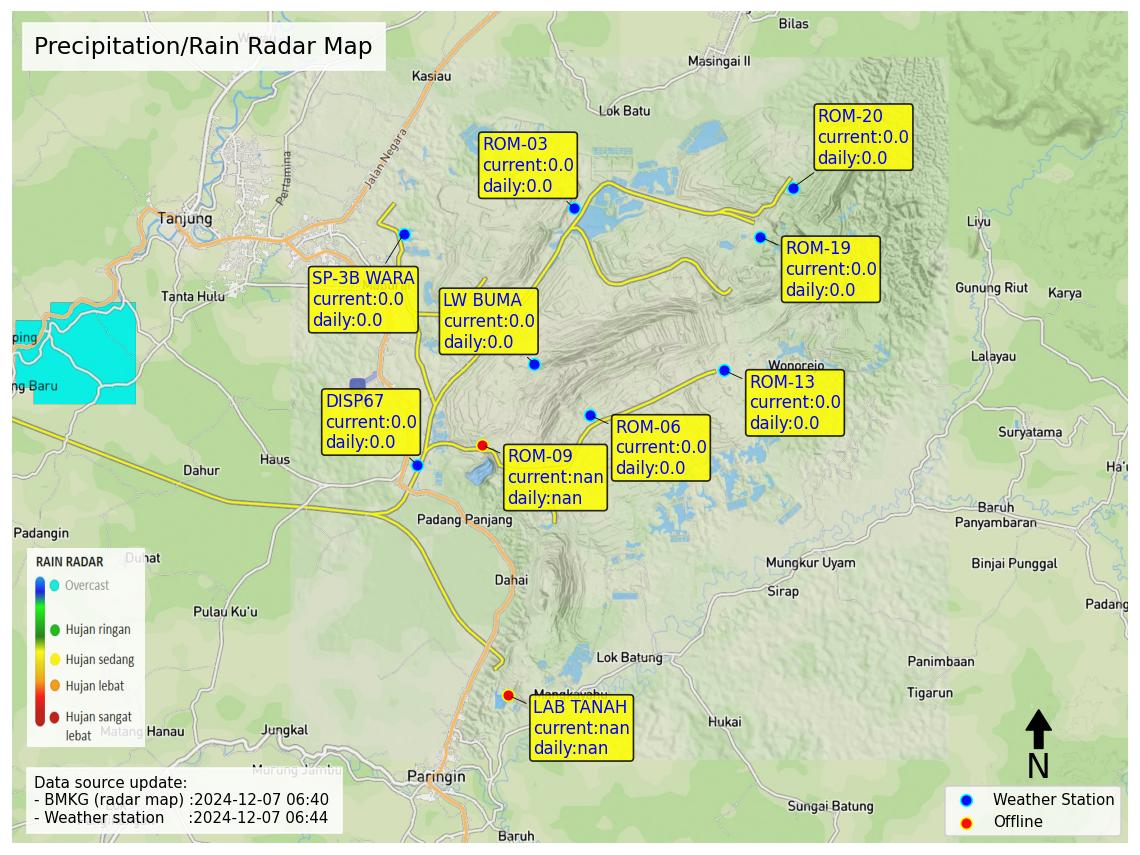 Precipitation/Rain Radar Map
Bilas
Masingai II
Kasiau
Lok Batu
Jalan Negara
Pertamina
Tanjung
Tanta Hulu
ROM-03
current:0.0
daily:0.0
ROM-20
current:0.0
daily:0.0
ROM-19
current:0.0
daily:0.0
SP-3B WARA
current:0.0
daily:0.0
LW BUMA
current:0.0
daily:0.0
Liyu
Gunung Riut
Karya
Lalayau
Wonorejo
ROM-13
current:0.0
daily:0.0
ping
ng Baru
DISP67
current:0.0
daily:0.0
ROM-06
current:0.0
daily:0.0
ROM-09
current:nan
daily:nan
Suryatama
Ha'u
Dahur
Haus
Padang Panjang
Baruh
Panyambaran
Padangin
Duhat
Dahai
Mungkur Uyam
Binjai Punggal
Sirap
Padang
Pulau Ku'u
Lok Batung
Panimbaan
Tigarun
Mangkayahu
LAB TANAH
current:nan
daily:nan
Hukai
Matang Hanau
Jungkal
Murung Jambu
Paringin
Sungai Batung
Baruh
RAIN RADAR
Overcast
Hujan ringan
Hujan sedang
Hujan lebat
Hujan sangat
lebat
Data source update:
- BMKG (radar map) :2024-12-07 06:40
- Weather station :2024-12-07 06:44
N
Weather Station
Offline